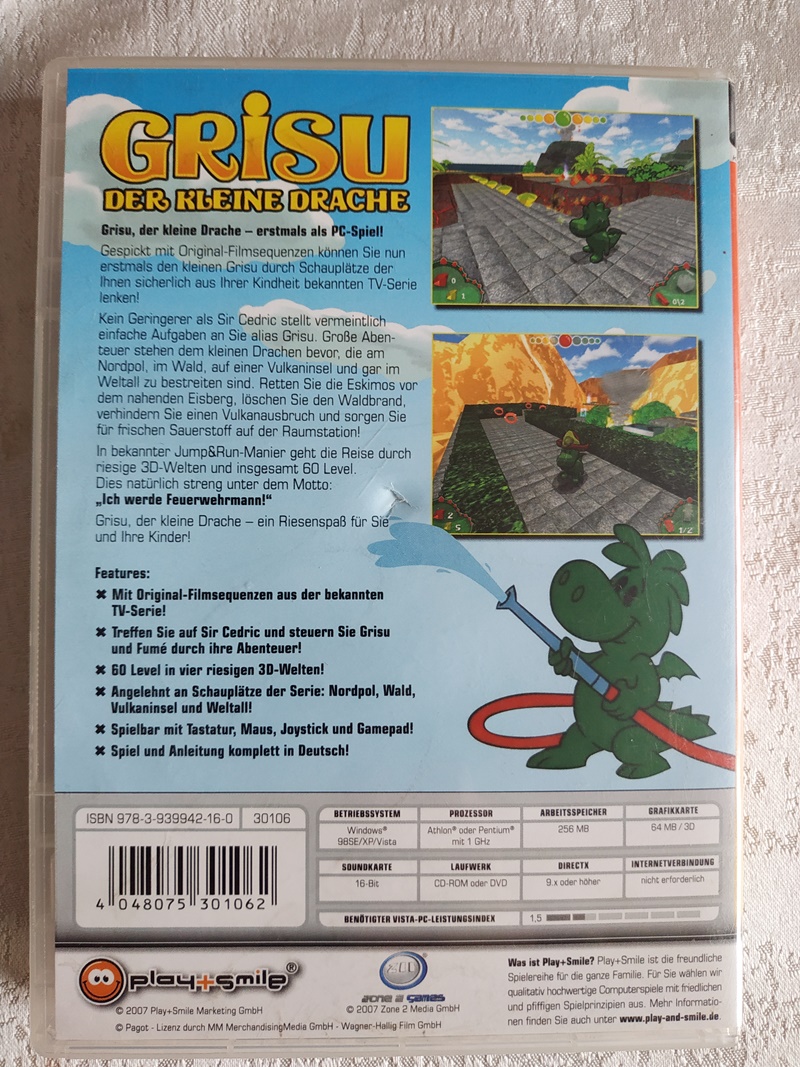 GRISU
DER KLEINE DRACHE
Grisu, der kleine Drache – erstmals als PC-Spiel!
Gespickt mit Original-Filmsequenzen können Sie nun
erstmals den kleinen Grisu durch Schauplätze der
Ihnen sicherlich aus Ihrer Kindheit bekannten TV-Serie
lenken!
Kein Geringerer als Sir Cedric stellt vermeintlich
einfache Aufgaben an Sie alias Grisu. Große Aben-
teuer stehen dem kleinen Drachen bevor, die am
Nordpol, im Wald, auf einer Vulkaninsel und gar im
Weltall zu bestreiten sind. Retten Sie die Eskimos vor
dem nahenden Eisberg, löschen Sie den Waldbrand,
verhindern Sie einen Vulkanausbruch und sorgen Sie
für frischen Sauerstoff auf der Raumstation!
In bekannter Jump&Run-Manier geht die Reise durch
riesige 3D-Welten und insgesamt 60 Level.
Dies natürlich streng unter dem Motto:
„Ich werde Feuerwehrmann!“
Grisu, der kleine Drache – ein Riesenspaß für Sie
und Ihre Kinder!
0
1
0\2
2
5
1/2
Features:
✖ Mit Original-Filmsequenzen aus der bekannten
TV-Serie!
✖ Treffen Sie auf Sir Cedric und steuern Sie Grisu
und Fumé durch ihre Abenteuer!
✖ 60 Level in vier riesigen 3D-Welten!
✖ Angelehnt an Schauplätze der Serie: Nordpol, Wald,
Vulkaninsel und Weltall!
✖ Spielbar mit Tastatur, Maus, Joystick und Gamepad!
✖ Spiel und Anleitung komplett in Deutsch!
ISBN 978-3-939942-16-0 30106
4 048075 301062
BETRIEBSSYSTEM PROZESSOR ARBEITSSPEICHER GRAFIKKARTE
Windows® Athlon® oder Pentium® 256 MB 64 MB / 3D
98SE/XP/Vista mit 1 GHz
SOUNDKARTE LAUFWERK DIRECTX INTERNETVERBINDUNG
16-Bit CD-ROM oder DVD 9.x oder höher nicht erforderlich
BENÖTIGTER VISTA-PC-LEISTUNGSINDEX 1,5
play+smile®
© 2007 Play+Smile Marketing GmbH
zone 2 games
© 2007 Zone 2 Media GmbH
© Pagot - Lizenz durch MM MerchandisingMedia GmbH - Wagner-Hallig Film GmbH
Was ist Play+Smile? Play+Smile ist die freundliche
Spielereihe für die ganze Familie. Für Sie wählen wir
qualitativ hochwertige Computerspiele mit friedlichen
und pfiffigen Spielprinzipien aus. Mehr Informatio-
nen finden Sie auch unter www.play-and-smile.de.